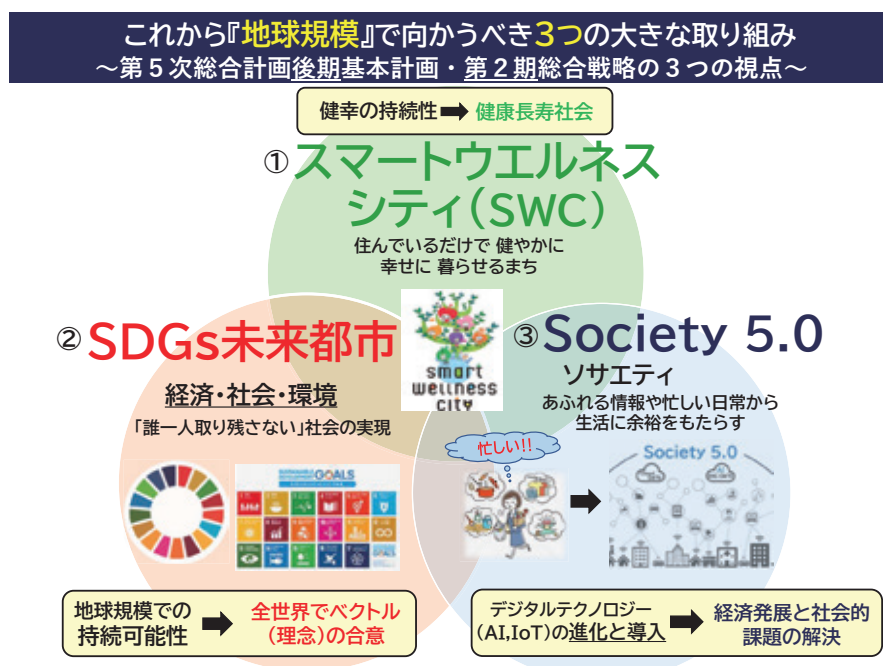 これから『地球規模』で向かうべき3つの大きな取り組み
～第5次総合計画後期基本計画・第2期総合戦略の3つの視点～
健幸の持続性➡健康長寿社会
①スマートウエルネス
シティ(SWC)
住んでいるだけで 健やかに
幸せに 暮らせるまち
smart
wellness
city
②SDGs未来都市
経済・社会・環境
「誰一人取り残さない」社会の実現
GOALS
③Society 5.0
ソサエティ
あふれる情報や忙しい日常から
生活に余裕をもたらす
忙しい!!
Society 5.0
地球規模での
持続可能性
➡
全世界でベクトル
(理念)の合意
デジタルテクノロジー
(AI,IoT)の進化と導入
➡
経済発展と社会的
課題の解決